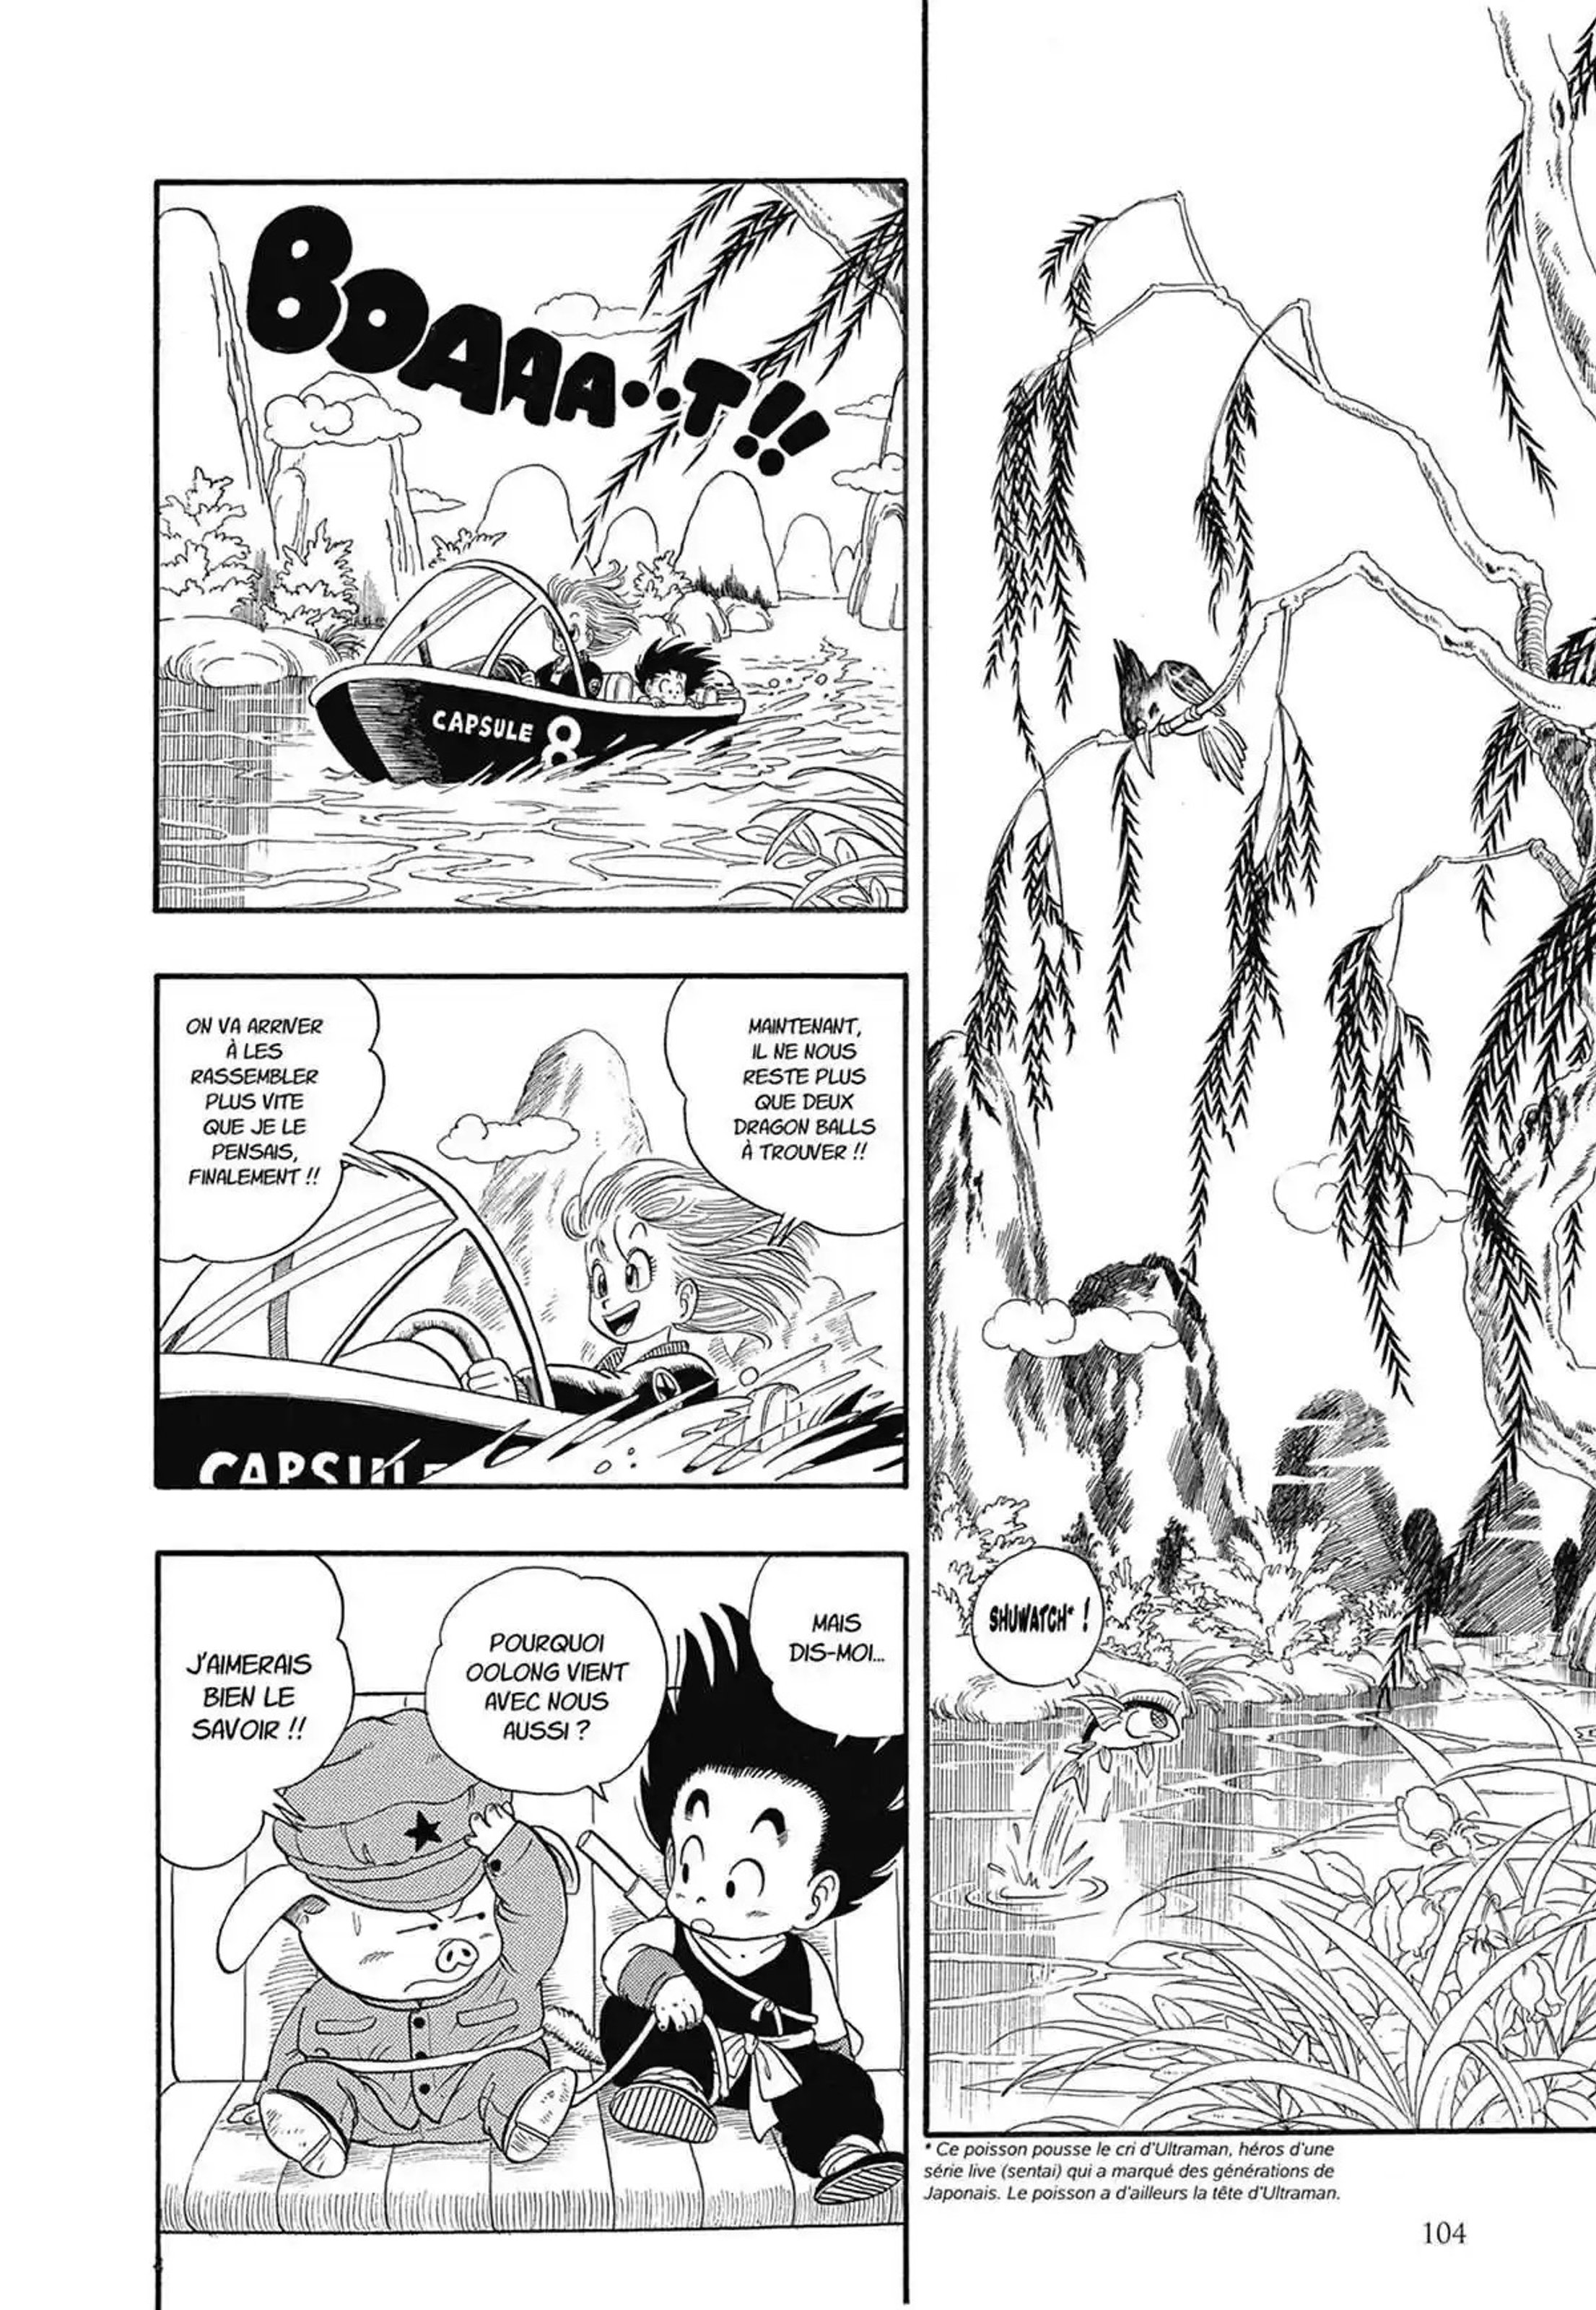 SHUWATCH* !
* Ce poisson pousse le cri d'Ultraman, héros d'une
série live (sentai) qui a marqué des générations de
Japonais. Le poisson a d'ailleurs la tête d'Ultraman.
BOAAA··T!!
CAPSULE 8
MAINTENANT,
IL NE NOUS
RESTE PLUS
QUE DEUX
DRAGON BALLS
À TROUVER !!
ON VA ARRIVER
À LES
RASSEMBLER
PLUS VITE
QUE JE LE
PENSAIS,
FINALEMENT !!
CAPSULE
MAIS
DIS-MOI...
POURQUOI
OOLONG VIENT
AVEC NOUS
AUSSI ?
J'AIMERAIS
BIEN LE
SAVOIR !!
104